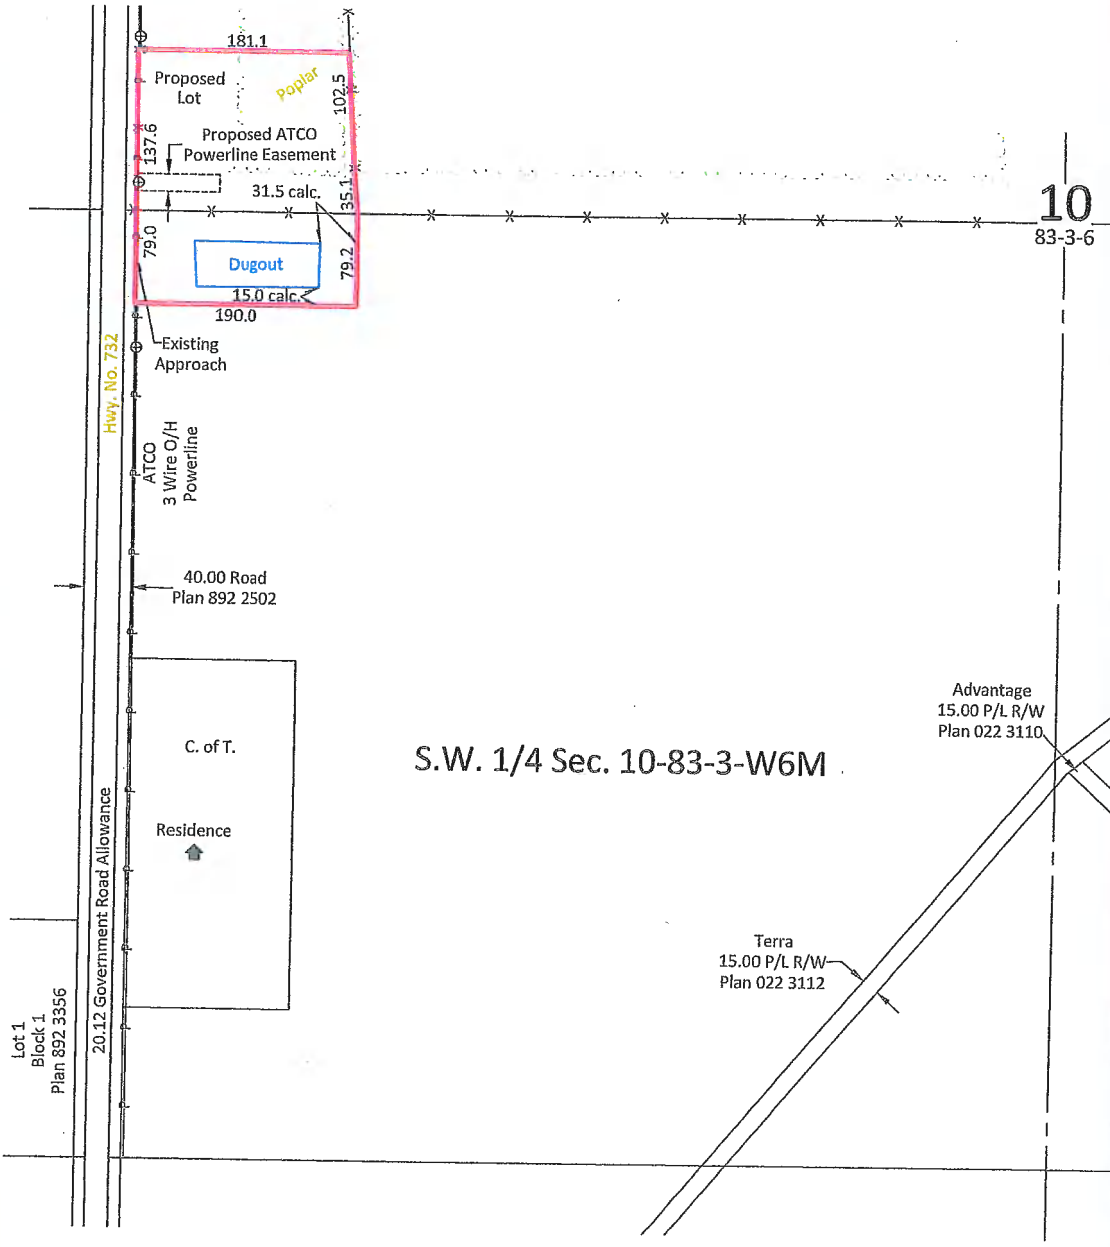 181.1
Proposed
Lot
Poplar
102.5
137.6
Proposed ATCO
Powerline Easement
31.5 calc.
35.1
10
83-3-6
79.0
Dugout
79.2
15.0 calc.
190.0
Existing
Approach
Hwy. No. 732
ATCO
3 Wire O/H
Powerline
40.00 Road
Plan 892 2502
Advantage
15.00 P/L R/W
Plan 022 3110
C. of T.
S.W. 1/4 Sec. 10-83-3-W6M
Residence
20.12 Government Road Allowance
Terra
15.00 P/L R/W
Plan 022 3112
Lot 1
Block 1
Plan 892 3356